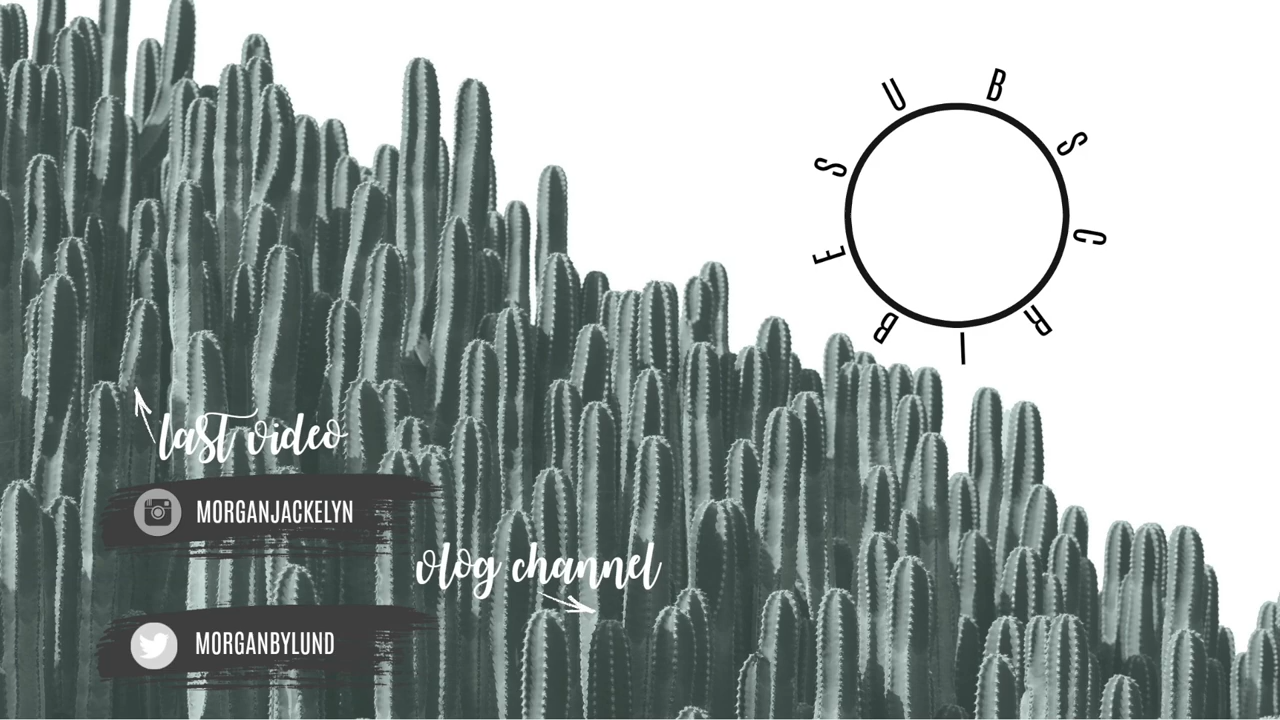 SUBSCRIBE
last video
MORGANJACKELYN
vlog channel
MORGANBYLUND